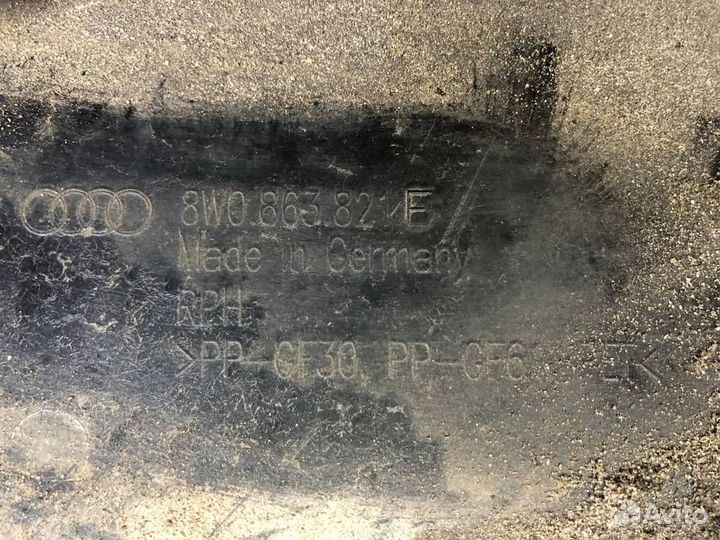 8W0.863.821 F
Made in Germany
RPH
>PP-GF30, PP-GF6
Avito